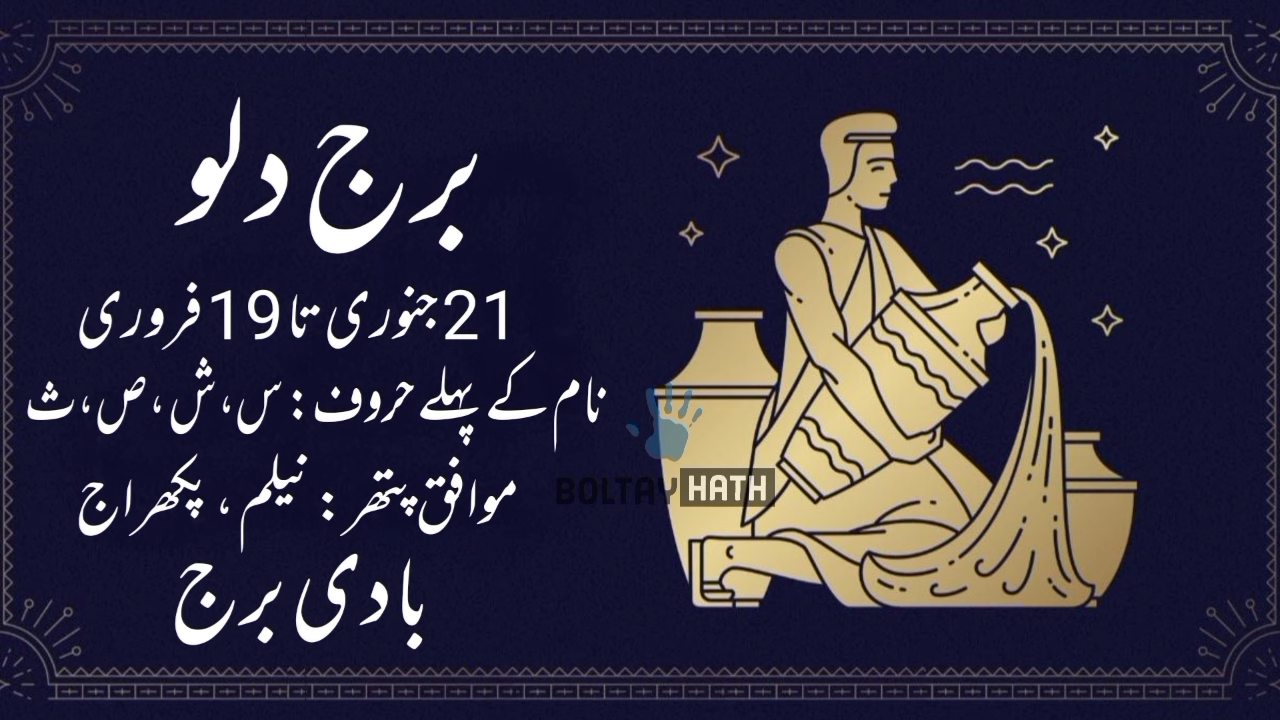 برج دلو
21 جنوری تا 19 فروری
نام کے پہلے حروف : س، ش، ص، ث
موافق پتھر : نیلم ، پکھراج
بادی برج
BOLTAY HATH